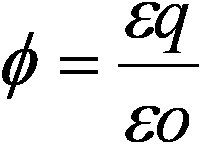 ϕ = εq / εo